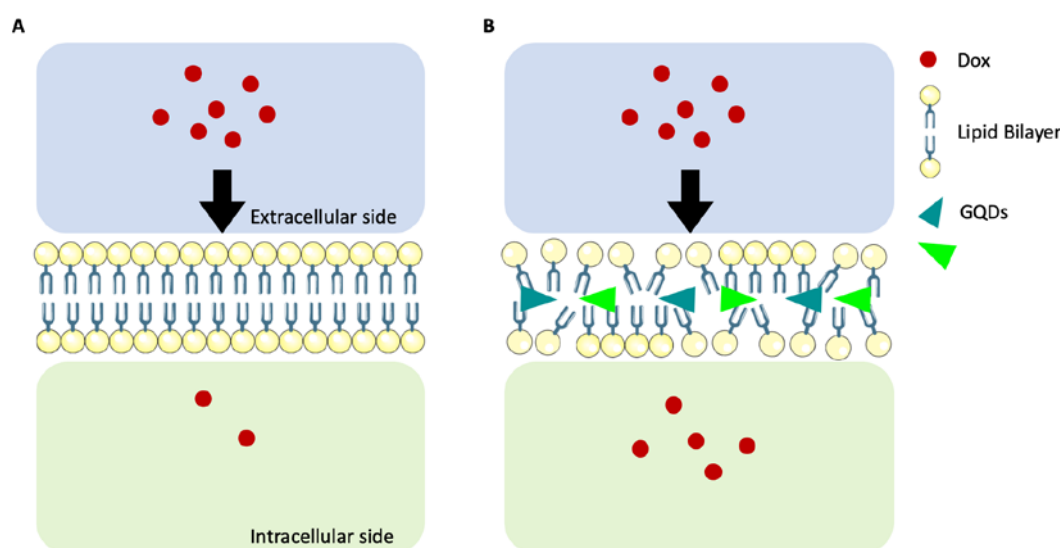 A
B
Dox
Lipid Bilayer
GQDs
Extracellular side
Intracellular side